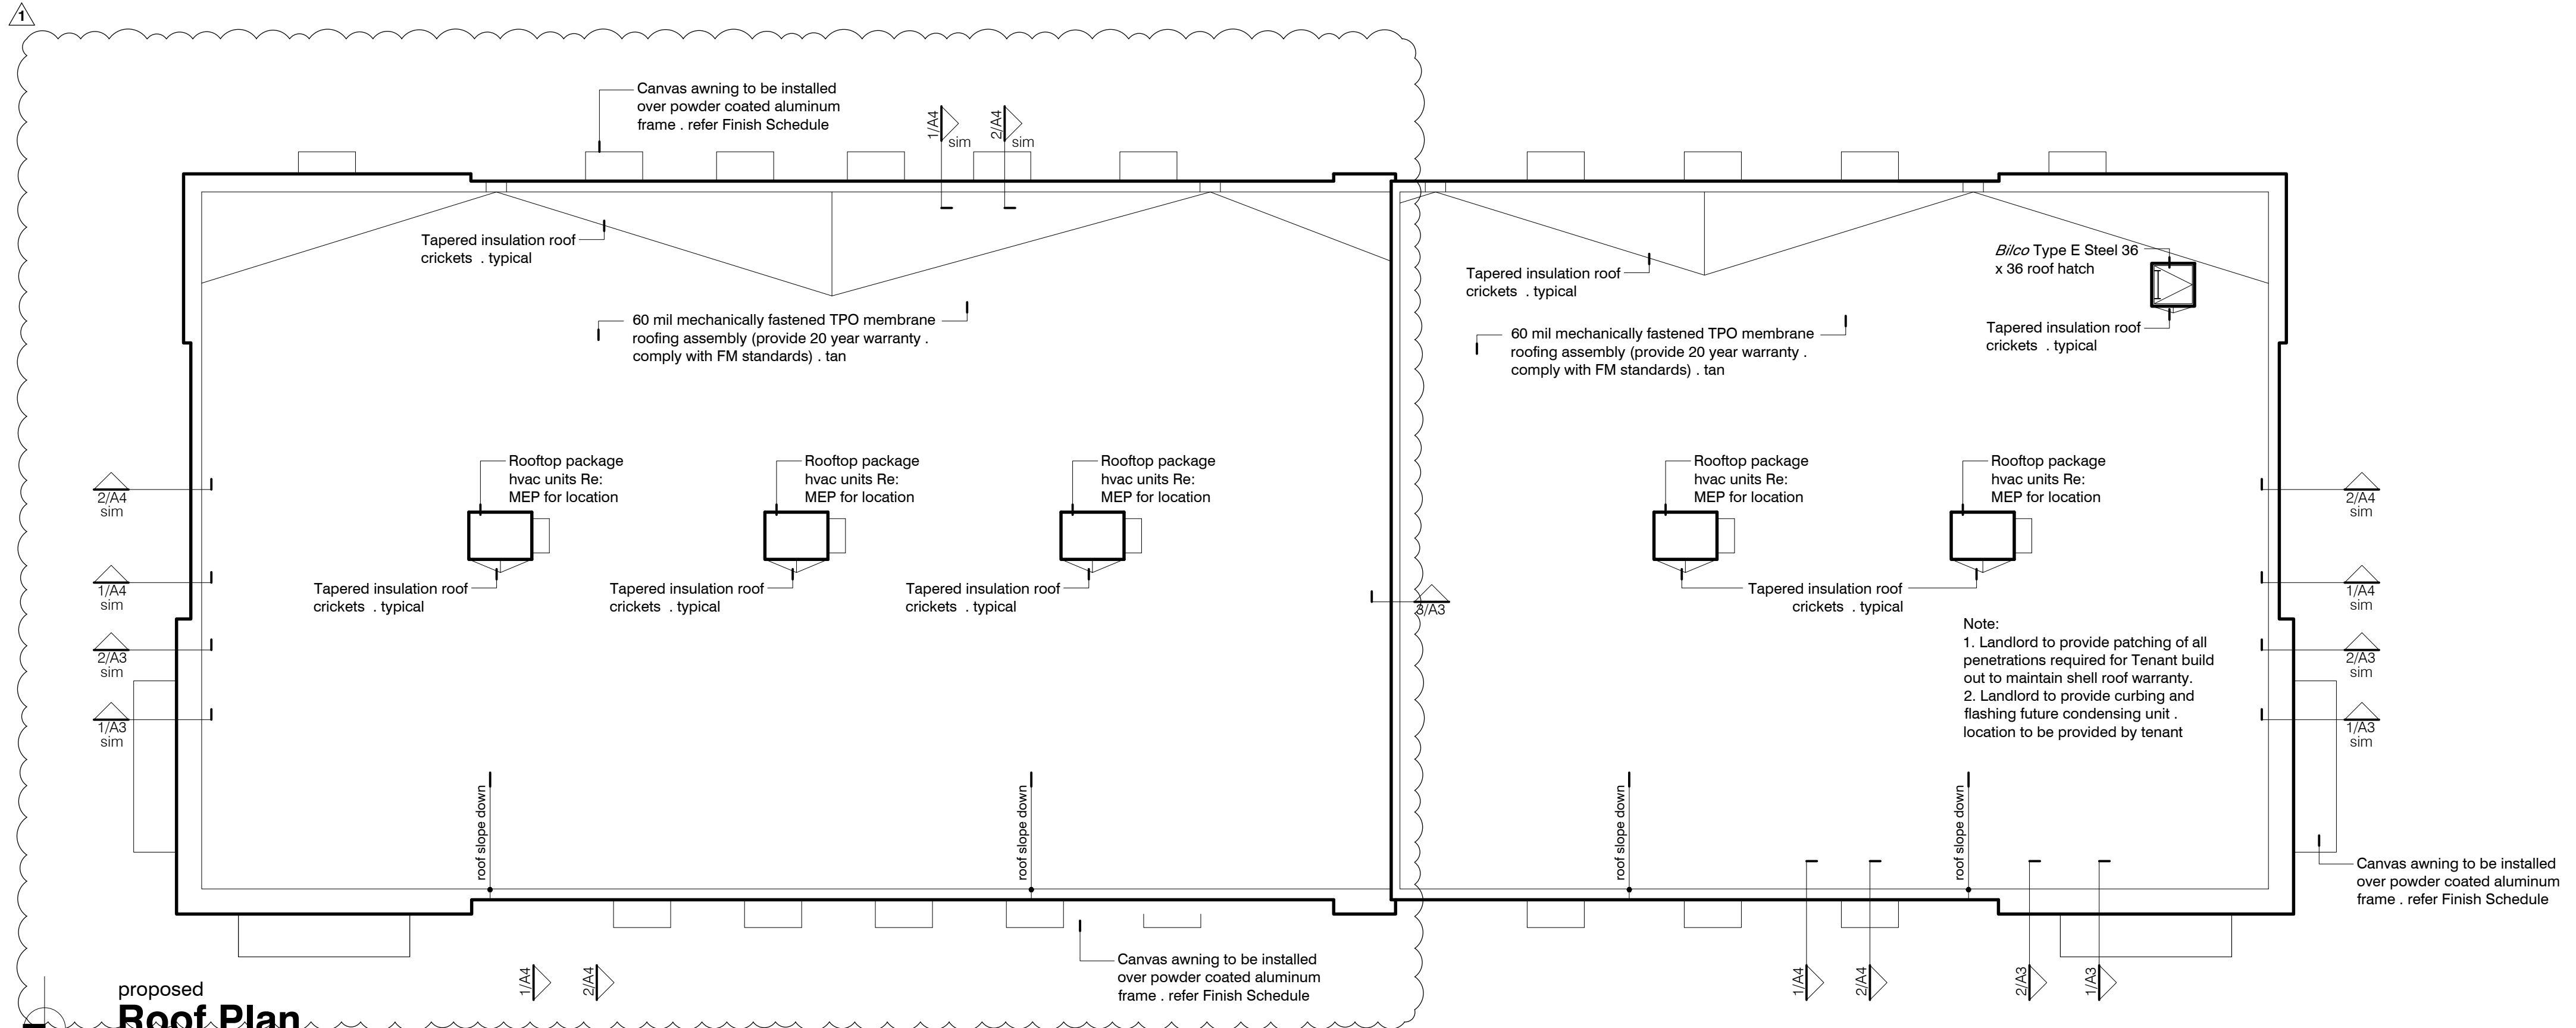 1
Canvas awning to be installed
over powder coated aluminum
frame . refer Finish Schedule
1/A4
sim
2/A4
sim
Tapered insulation roof
crickets . typical
Tapered insulation roof
crickets . typical
Bilco Type E Steel 36
x 36 roof hatch
Tapered insulation roof
crickets . typical
60 mil mechanically fastened TPO membrane
roofing assembly (provide 20 year warranty .
comply with FM standards) . tan
60 mil mechanically fastened TPO membrane
roofing assembly (provide 20 year warranty .
comply with FM standards) . tan
Rooftop package
hvac units Re:
MEP for location
Rooftop package
hvac units Re:
MEP for location
Rooftop package
hvac units Re:
MEP for location
Rooftop package
hvac units Re:
MEP for location
Rooftop package
hvac units Re:
MEP for location
2/A4
sim
2/A4
sim
1/A4
sim
1/A4
sim
Tapered insulation roof
crickets . typical
Tapered insulation roof
crickets . typical
Tapered insulation roof
crickets . typical
3/A3
Tapered insulation roof
crickets . typical
Note:
1. Landlord to provide patching of all
penetrations required for Tenant build
out to maintain shell roof warranty.
2. Landlord to provide curbing and
flashing future condensing unit .
location to be provided by tenant
2/A3
sim
2/A3
sim
1/A3
sim
1/A3
sim
roof slope down
roof slope down
roof slope down
roof slope down
Canvas awning to be installed
over powder coated aluminum
frame . refer Finish Schedule
Canvas awning to be installed
over powder coated aluminum
frame . refer Finish Schedule
1/A4
2/A4
1/A4
2/A4
2/A3
1/A3
proposed
Roof Plan